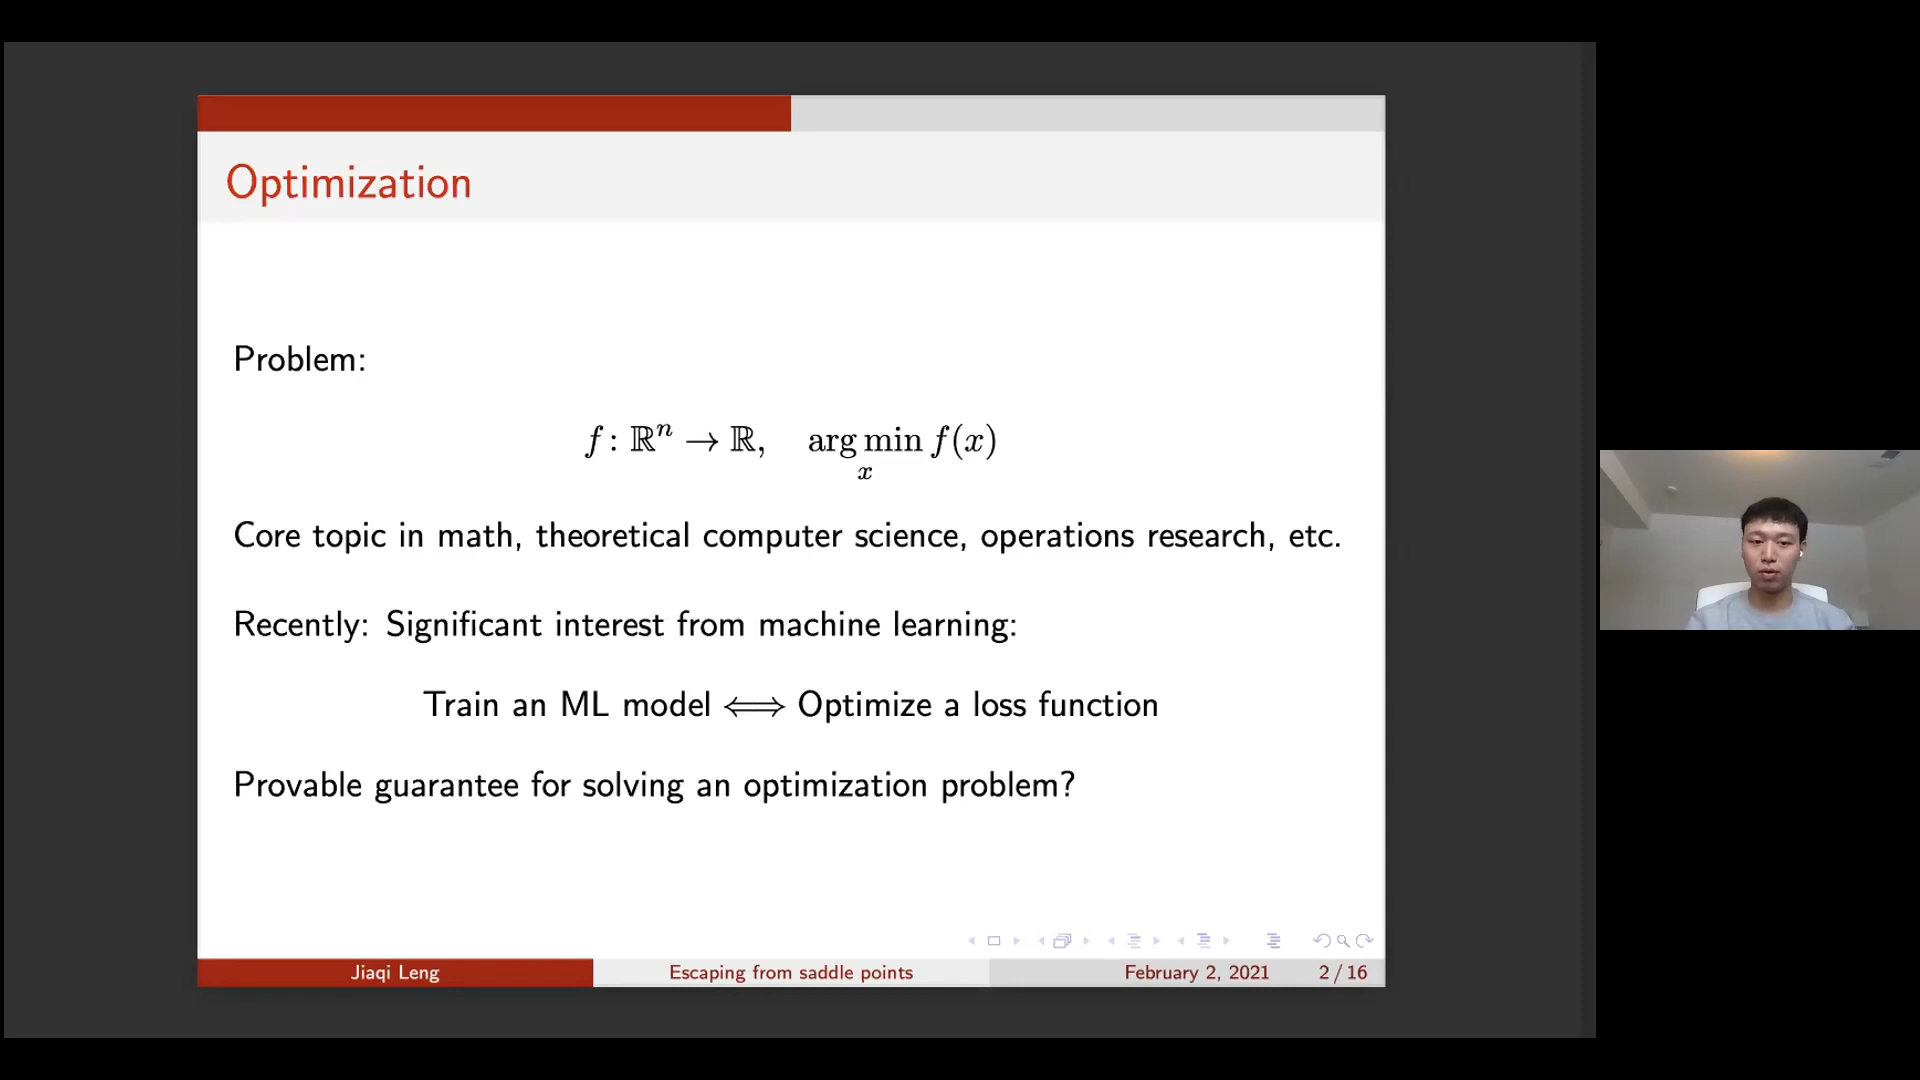 Optimization
Problem:
f: ℝⁿ → ℝ, arg min f(x)
x
Core topic in math, theoretical computer science, operations research, etc.
Recently: Significant interest from machine learning:
Train an ML model ⟺ Optimize a loss function
Provable guarantee for solving an optimization problem?
Jiaqi Leng Escaping from saddle points February 2, 2021 2 / 16